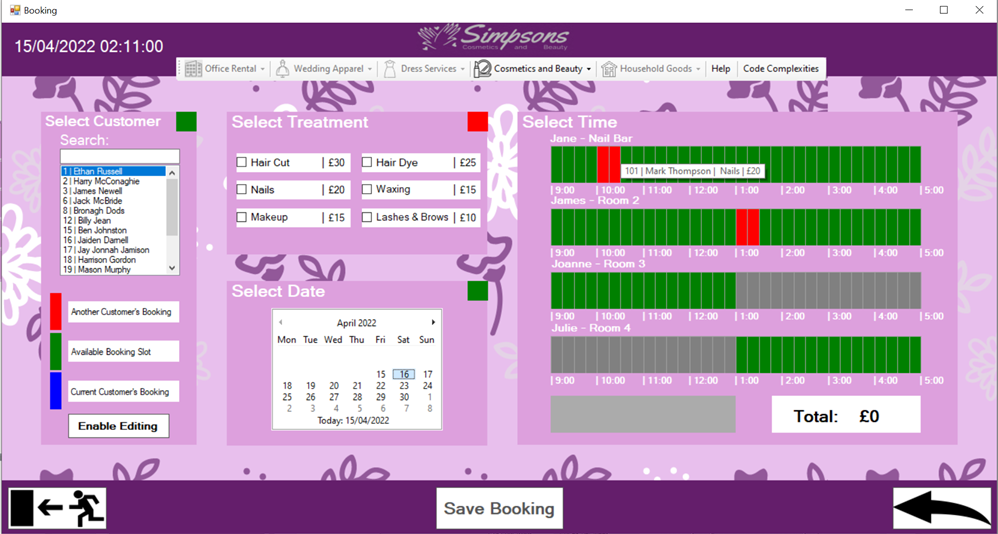 Booking
15/04/2022 02:11:00
Simpsons
Cosmetics and Beauty
Office Rental Wedding Apparel Dress Services Cosmetics and Beauty Household Goods Help Code Complexities
Select Customer
Search:
1 | Ethan Russell
2 | Harry McConaghie
3 | James Newell
6 | Jack McBride
8 | Bronagh Dods
12 | Billy Jean
15 | Ben Johnston
16 | Jaiden Damell
17 | Jay Jonnah Jamison
18 | Harrison Gordon
19 | Mason Murphy
Another Customer's Booking
Available Booking Slot
Current Customer's Booking
Enable Editing
Select Treatment
Hair Cut | £30 Hair Dye | £25
Nails | £20 Waxing | £15
Makeup | £15 Lashes & Brows | £10
Select Date
April 2022
Mon Tue Wed Thu Fri Sat Sun
15 16 17
18 19 20 21 22 23 24
25 26 27 28 29 30 1
2 3 4 5 6 7 8
Today: 15/04/2022
Select Time
Jane - Nail Bar
101 | Mark Thompson | Nails | £20
| 9:00 | 10:00 | 11:00 | 12:00 | 1:00 | 2:00 | 3:00 | 4:00 | 5:00
James - Room 2
| 9:00 | 10:00 | 11:00 | 12:00 | 1:00 | 2:00 | 3:00 | 4:00 | 5:00
Joanne - Room 3
| 9:00 | 10:00 | 11:00 | 12:00 | 1:00 | 2:00 | 3:00 | 4:00 | 5:00
Julie - Room 4
| 9:00 | 10:00 | 11:00 | 12:00 | 1:00 | 2:00 | 3:00 | 4:00 | 5:00
Total: £0
Save Booking